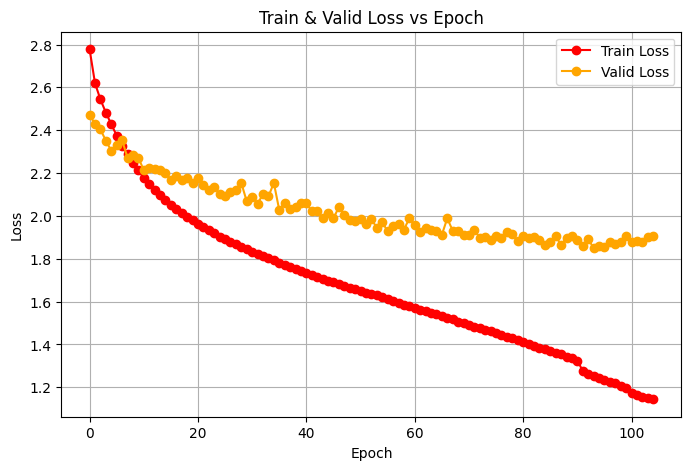 Train & Valid Loss vs Epoch
Train Loss
Valid Loss
Loss
2.8
2.6
2.4
2.2
2.0
1.8
1.6
1.4
1.2
0 20 40 60 80 100
Epoch